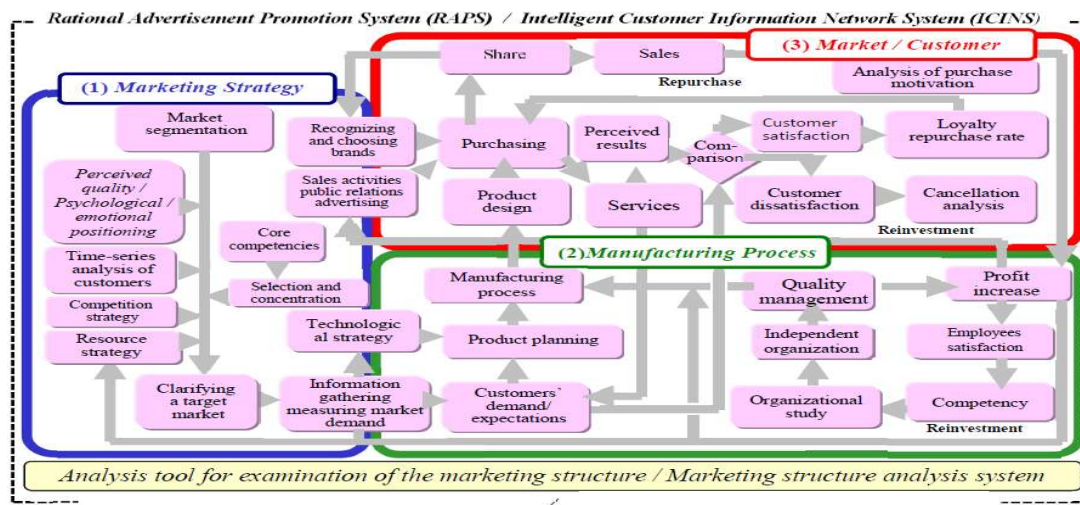 Rational Advertisement Promotion System (RAPS) / Intelligent Customer Information Network System (ICINS)
(3) Market / Customer
Share
Sales
Repurchase
Analysis of purchase
motivation
(1) Marketing Strategy
Market
segmentation
Recognizing
and choosing
brands
Purchasing
Perceived
results
Com-
parison
Customer
satisfaction
Loyalty
repurchase rate
Perceived
quality /
Psychological /
emotional
positioning
Sales activities
public relations
advertising
Product
design
Services
Customer
dissatisfaction
Cancellation
analysis
Reinvestment
Core
competencies
(2)Manufacturing Process
Time-series
analysis of
customers
Selection and
concentration
Manufacturing
process
Quality
management
Profit
increase
Competition
strategy
Technologic
al strategy
Product planning
Independent
organization
Employees
satisfaction
Resource
strategy
Clarifying
a target
market
Information
gathering
measuring market
demand
Customers`
demand/
expectations
Organizational
study
Competency
Reinvestment
Analysis tool for examination of the marketing structure / Marketing structure analysis system